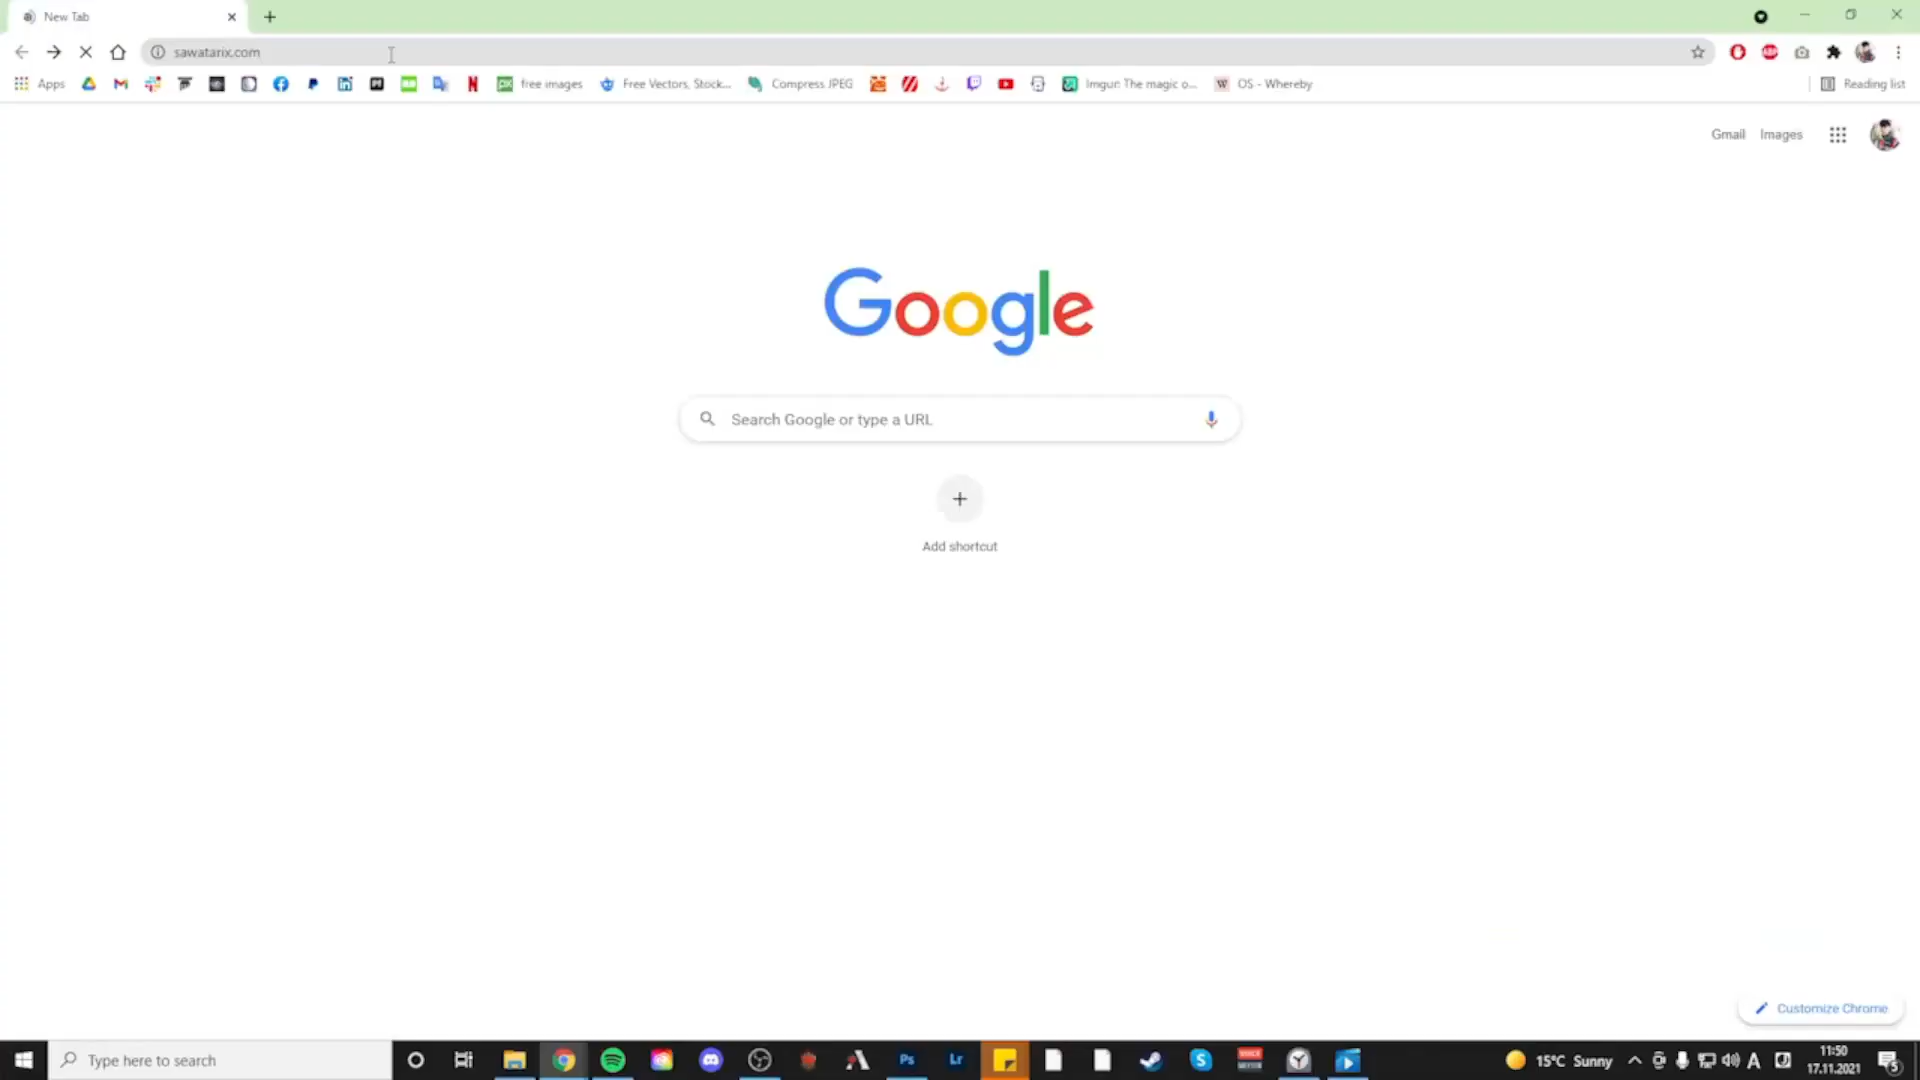 New Tab
sawatarix.com
Apps
free images
Free Vectors, Stock...
Compress JPEG
Imgur: The magic o...
OS - Whereby
Reading list
Gmail Images
Google
Search Google or type a URL
Add shortcut
Customize Chrome
Type here to search
Ps
Lr
15°C Sunny
11:50
17.11.2021